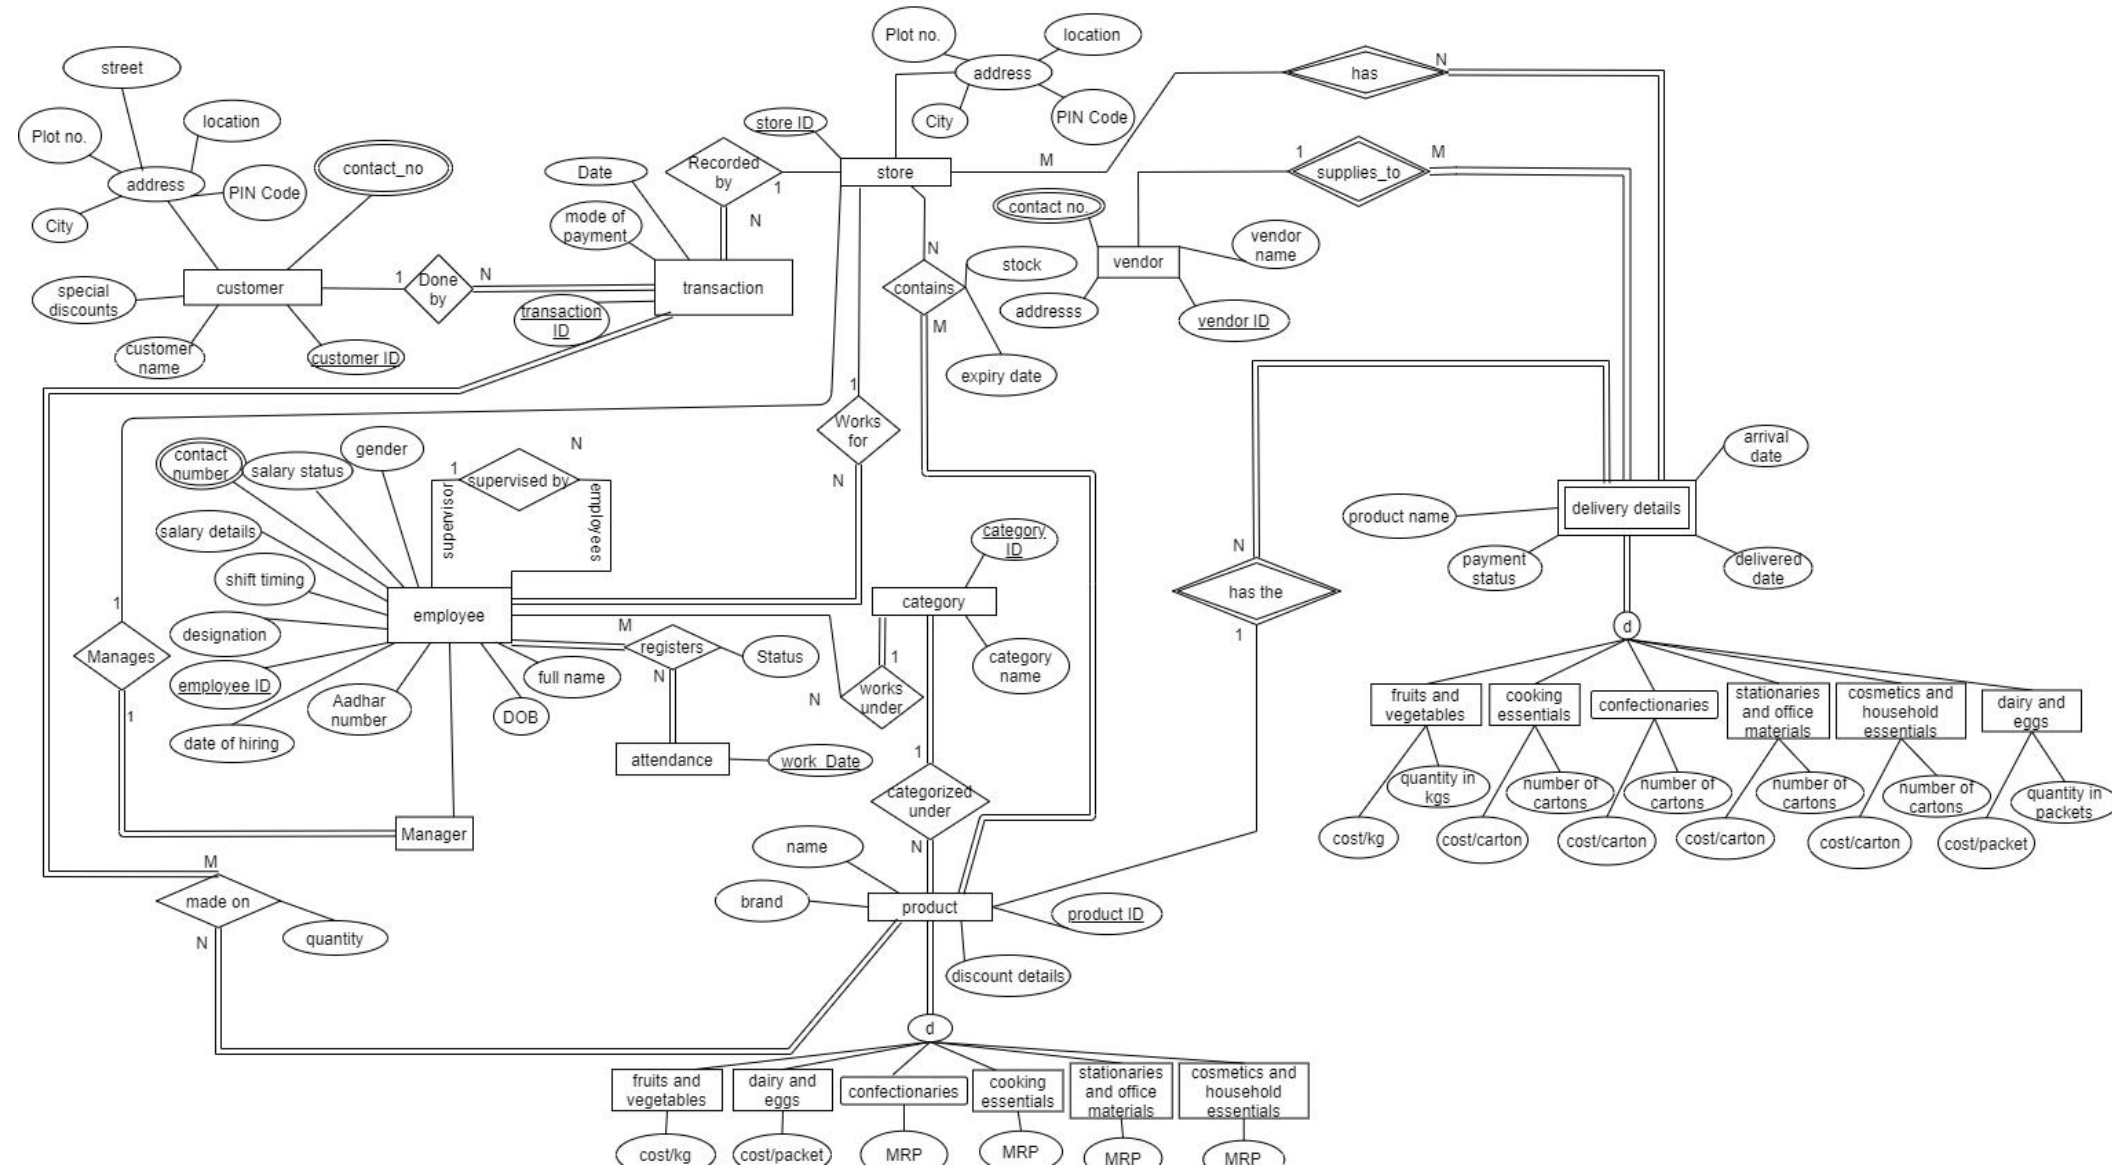 Plot no.
location
address
City
PIN Code
has
N
street
Plot no.
location
address
PIN Code
City
contact_no
store ID
Date
Recorded
by
1
N
store
M
1
M
supplies_to
mode of
payment
contact no.
vendor
name
vendor
addresss
vendor ID
N
contains
M
stock
expiry date
customer
1
Done
by
N
transaction
special
discounts
customer
name
customer ID
transaction
ID
1
Works
for
N
contact
number
salary status
gender
1
supervised by
N
supervisor
employees
salary details
shift timing
designation
employee
employee ID
date of hiring
Aadhar
number
DOB
full name
M
registers
Status
N
attendance
work_Date
1
Manages
1
Manager
category
ID
category
category
name
1
works
under
N
1
categorized
under
N
N
has the
1
arrival
date
product name
delivery details
payment
status
delivered
date
d
fruits and
vegetables
cooking
essentials
confectionaries
stationaries
and office
materials
cosmetics and
household
essentials
dairy and
eggs
quantity in
kgs
number of
cartons
number of
cartons
number of
cartons
number of
cartons
quantity in
packets
cost/kg
cost/carton
cost/carton
cost/carton
cost/carton
cost/packet
M
made on
N
quantity
name
brand
product
product ID
discount details
d
fruits and
vegetables
dairy and
eggs
confectionaries
cooking
essentials
stationaries
and office
materials
cosmetics and
household
essentials
cost/kg
cost/packet
MRP
MRP
MRP
MRP